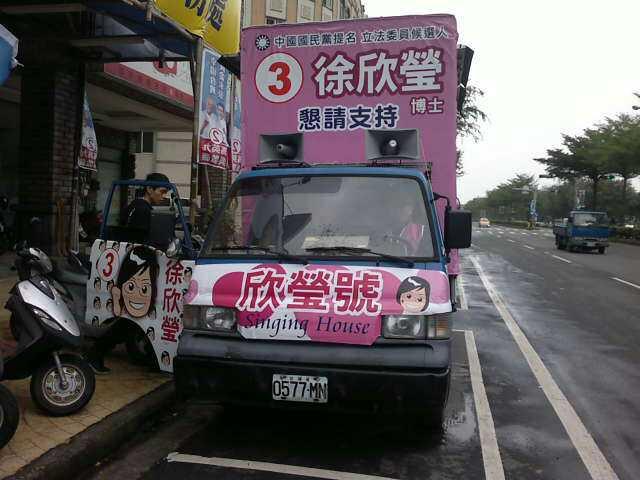 中國國民黨提名 立法委員候選人
3 徐欣瑩 博士
懇請支持
欣瑩號
Singing House
0577-MN
3
徐欣瑩
處